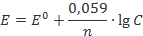 E = E⁰ + 0,059/n · lg C